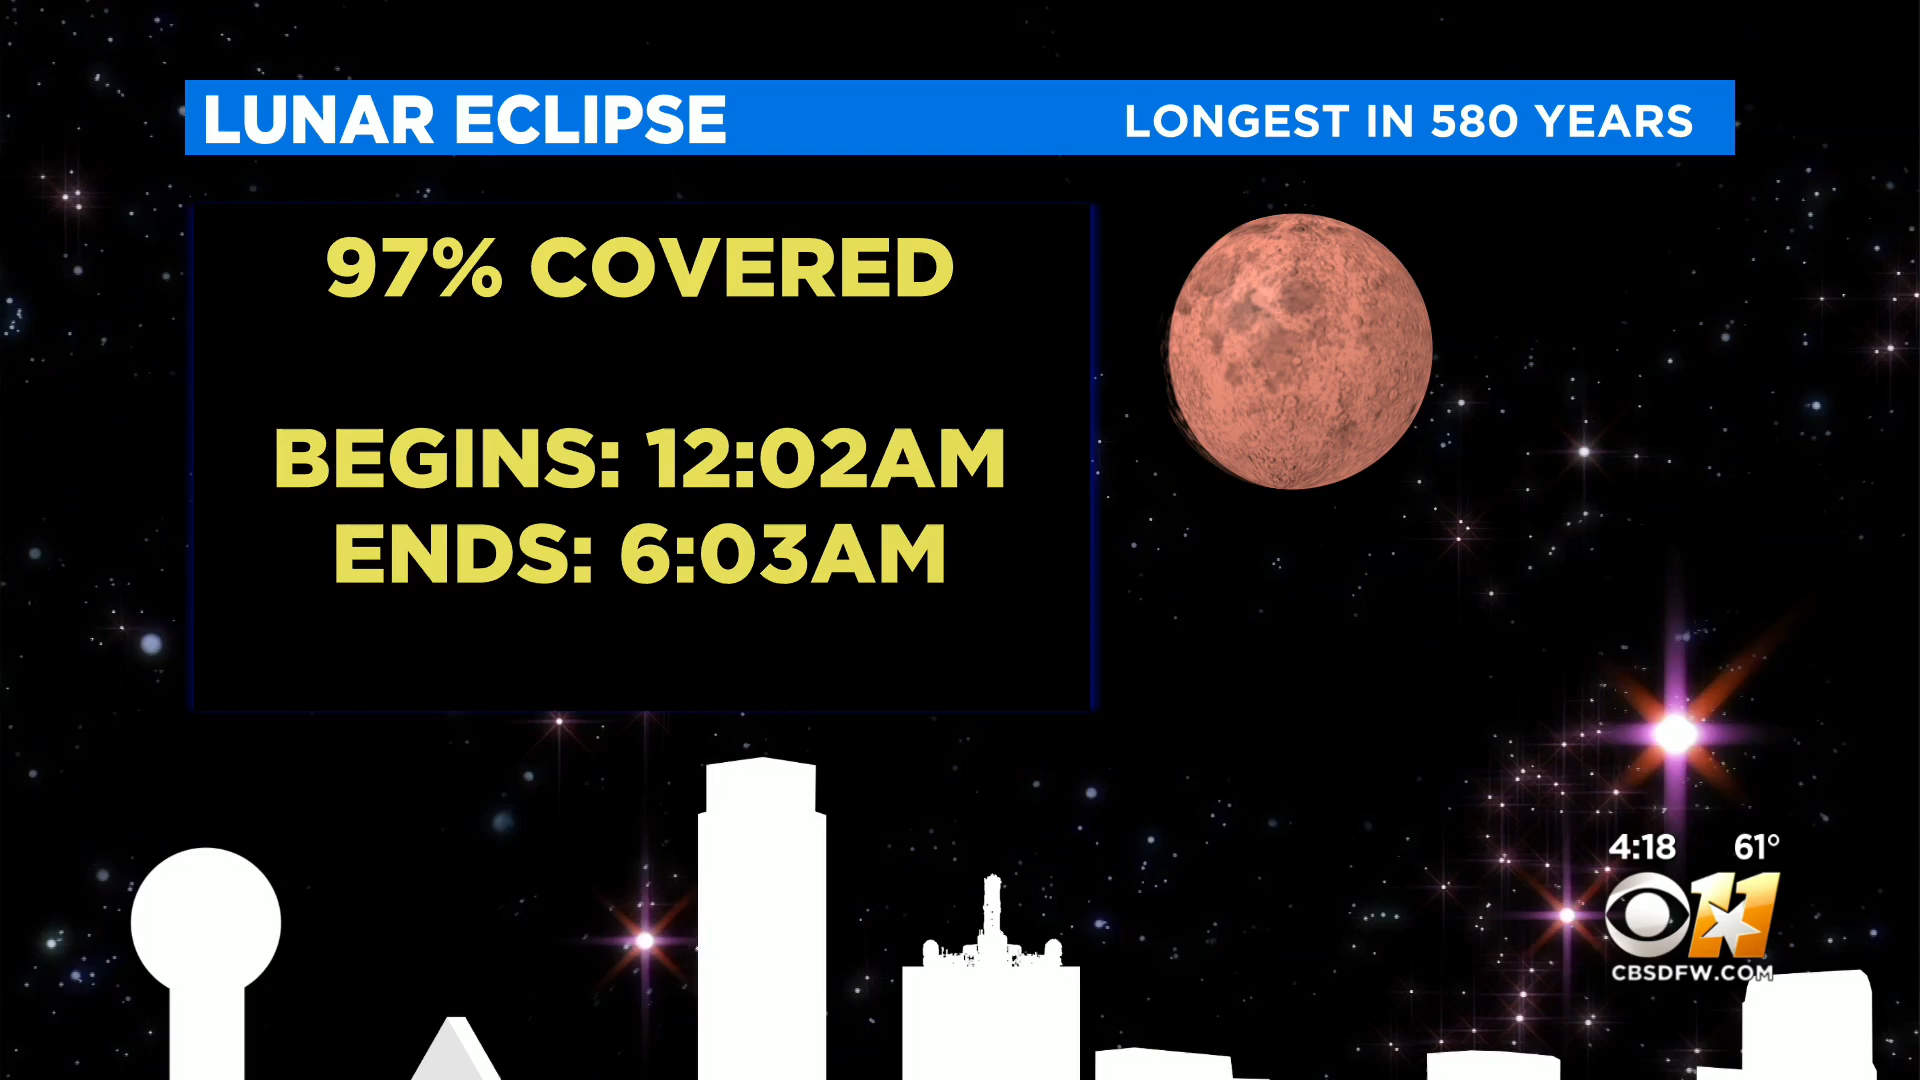 LUNAR ECLIPSE
LONGEST IN 580 YEARS
97% COVERED
BEGINS: 12:02AM
ENDS: 6:03AM
4:18 61°
11
CBSDFW.COM